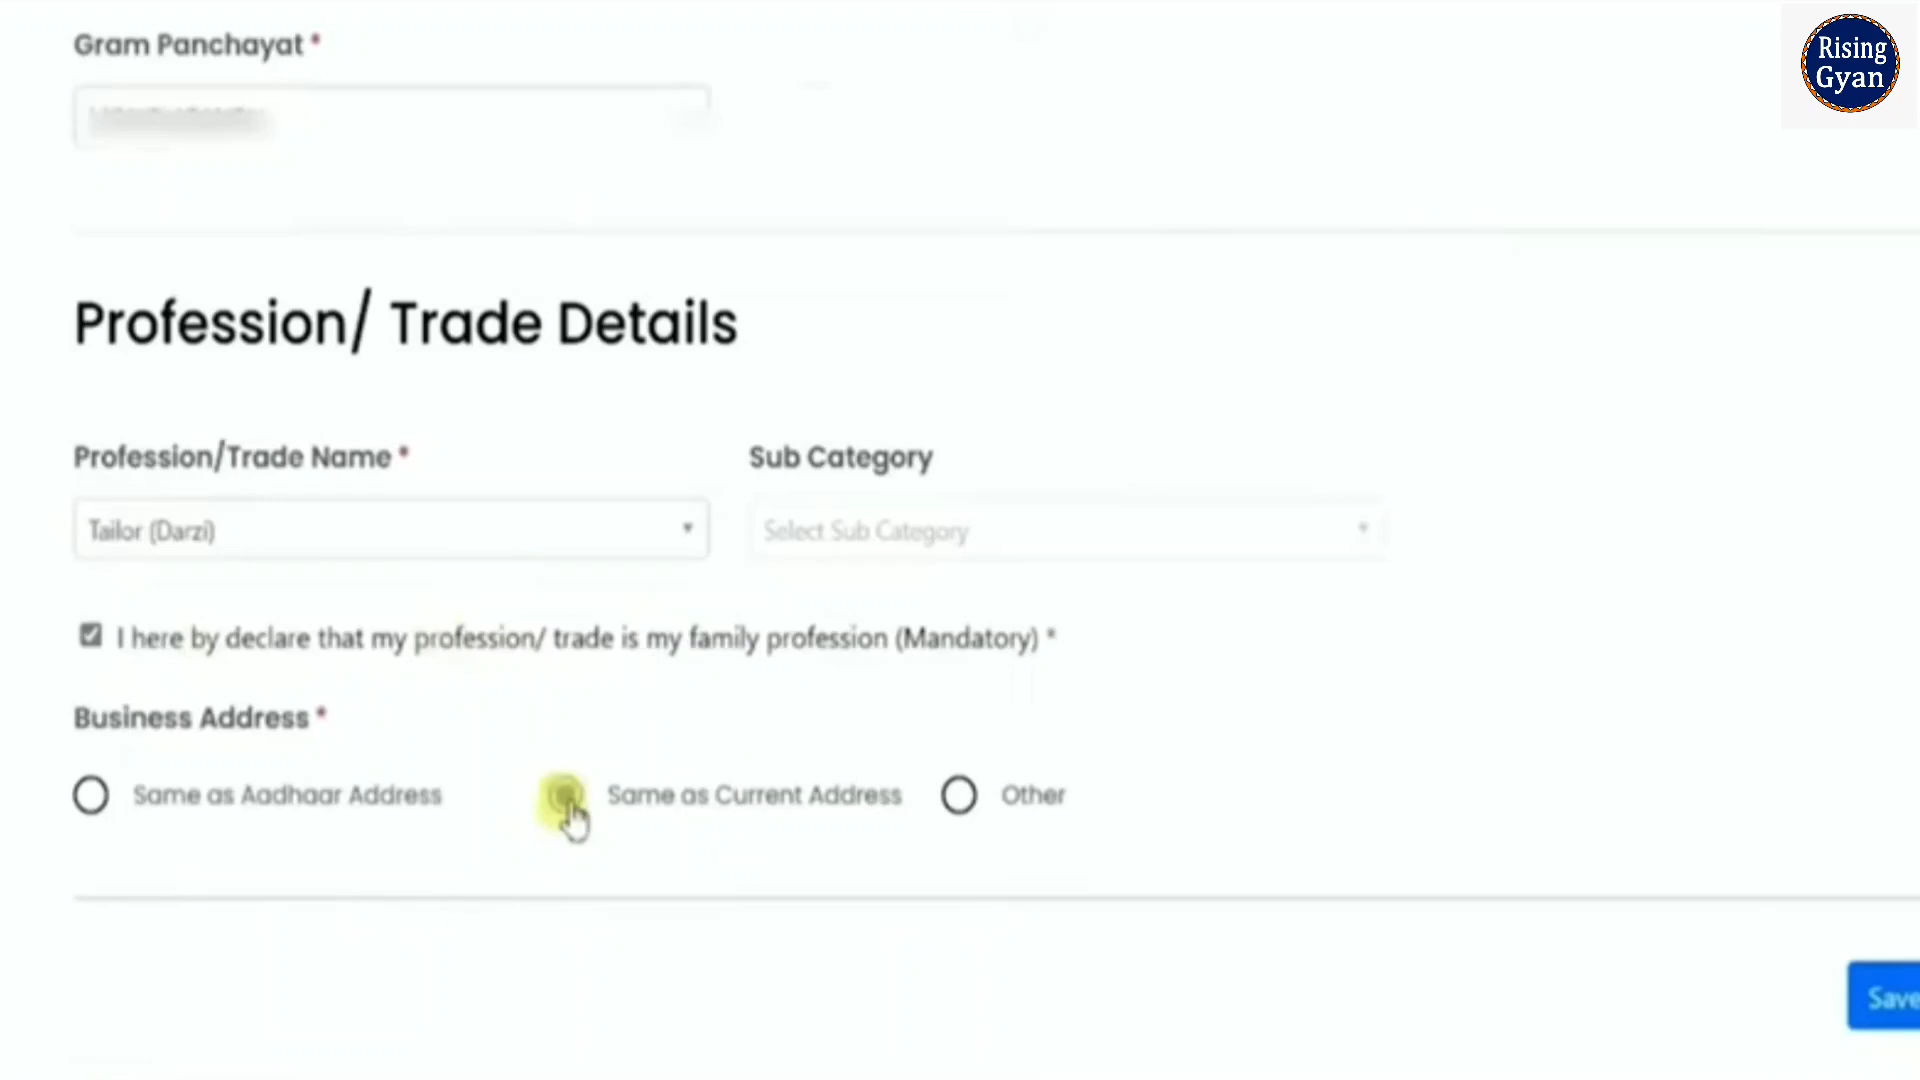 Gram Panchayat *
Rising
Gyan
Profession/ Trade Details
Profession/Trade Name *
Sub Category
Tailor (Darzi)
Select Sub Category
I here by declare that my profession/ trade is my family profession (Mandatory) *
Business Address *
Same as Aadhaar Address
Same as Current Address
Other
Save